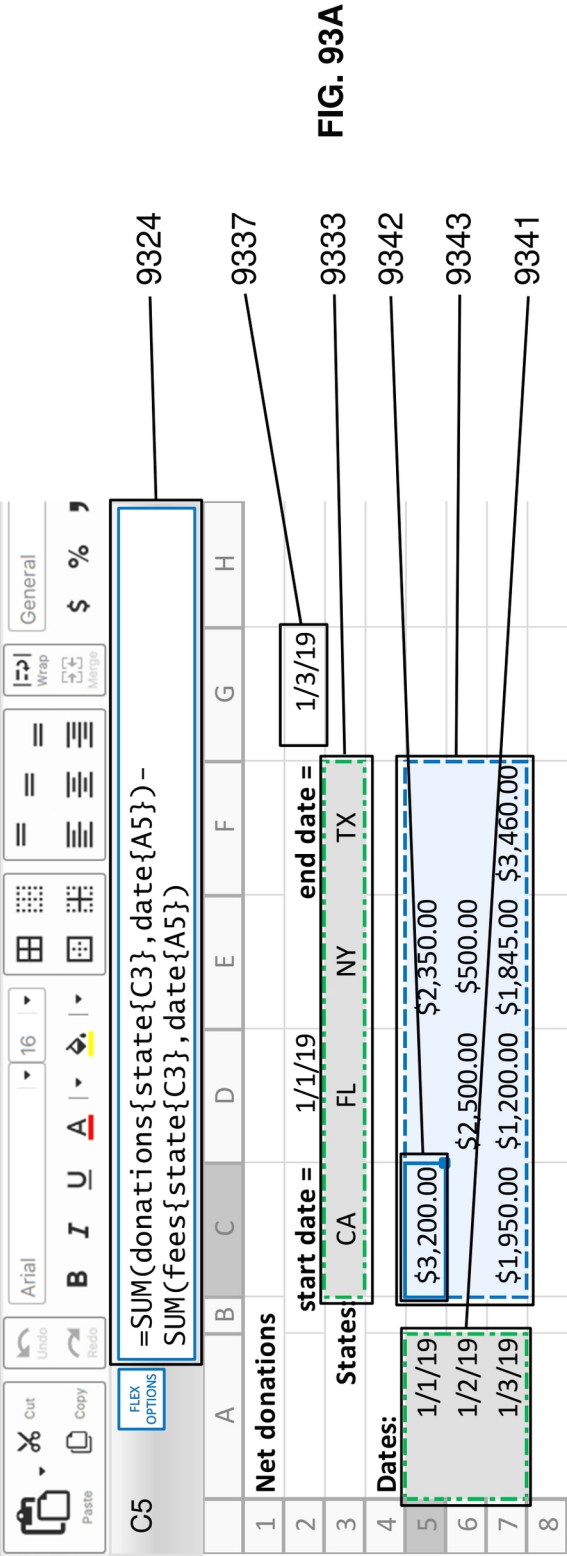 Cut
Copy
Paste
Undo
Redo
Arial
16
B I U A
Wrap
Merge
General
$ % ,
C5
FLEX
OPTIONS
=SUM(donations{state{C3},date{A5})-
SUM(fees{state{C3},date{A5})
9324
A B C D E F G H
1 Net donations
2 start date = 1/1/19 end date = 1/3/19
9337
3 States: CA FL NY TX
9333
4 Dates:
9342
5 1/1/19 $3,200.00 $2,350.00
6 1/2/19 $2,500.00 $500.00
9343
7 1/3/19 $1,950.00 $1,200.00 $1,845.00 $3,460.00
9341
8
FIG. 93A